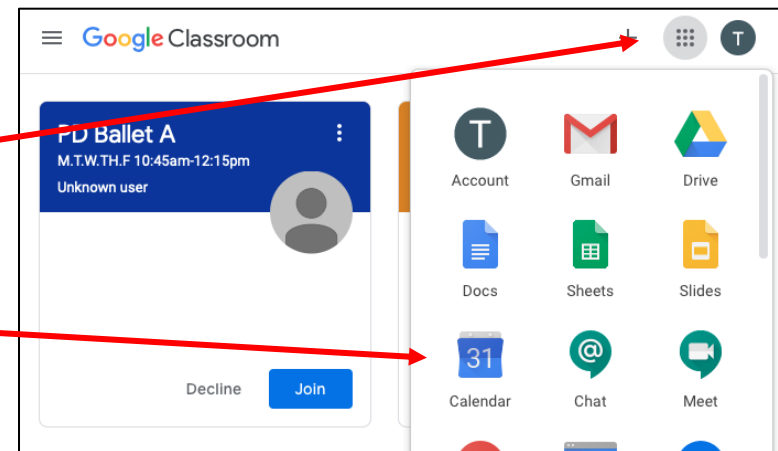 Google Classroom
T
PD Ballet A
M.T.W.TH.F 10:45am-12:15pm
Unknown user
Decline
Join
T
Account
Gmail
Drive
Docs
Sheets
Slides
31
Calendar
@
Chat
Meet